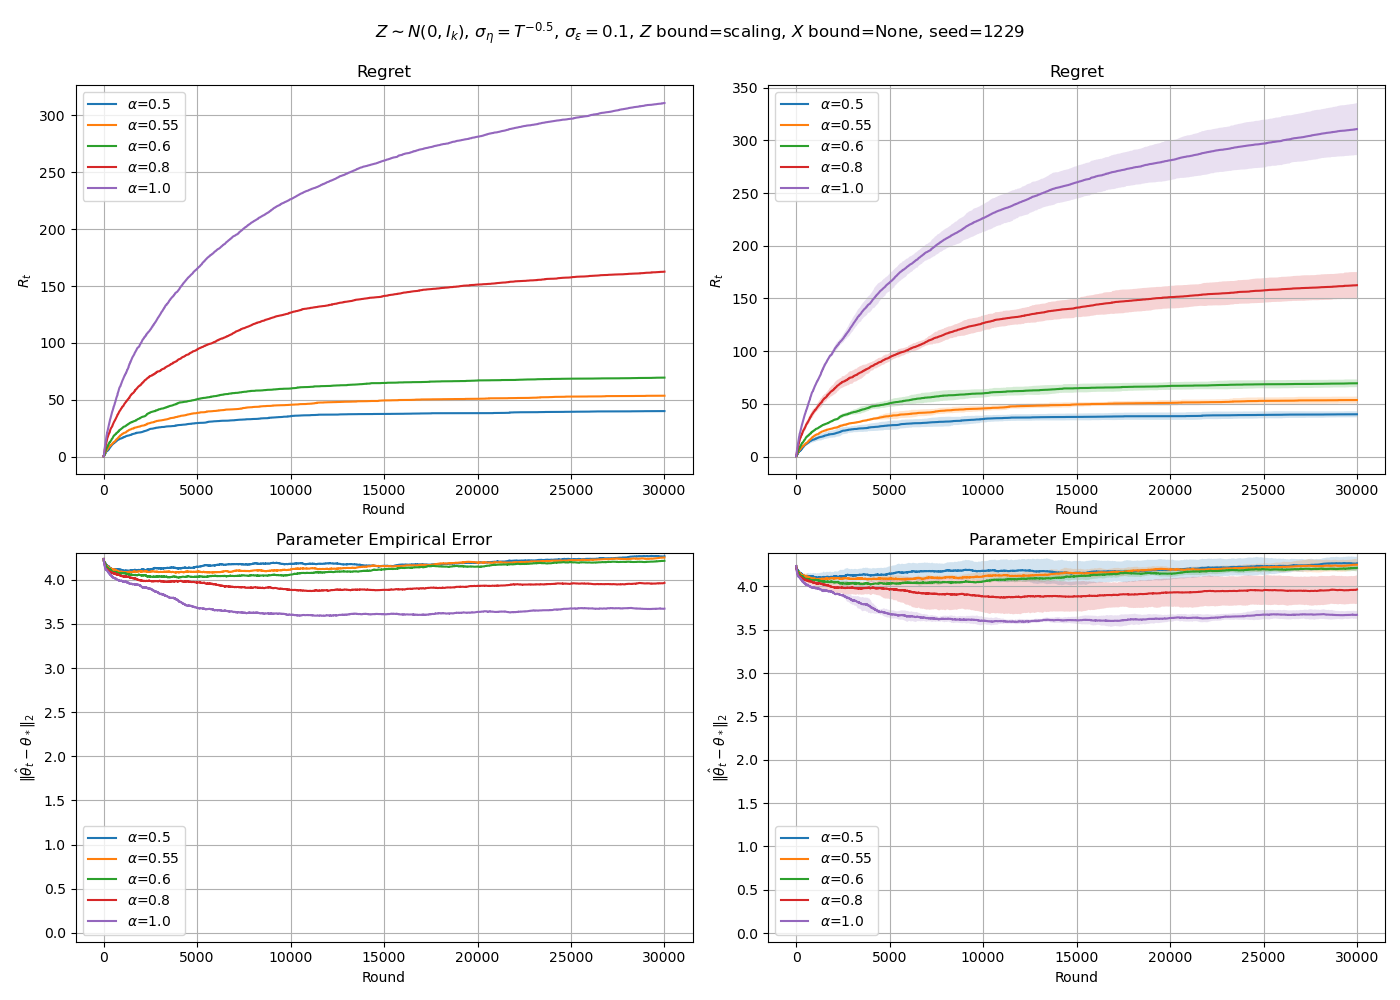 Z ∼ N(0, I_k), σ_η = T^{−0.5}, σ_ε = 0.1, Z bound=scaling, X bound=None, seed=1229
Regret
R_t
300
250
200
150
100
50
0
α=0.5
α=0.55
α=0.6
α=0.8
α=1.0
0 5000 10000 15000 20000 25000 30000
Round
Regret
R_t
350
300
250
200
150
100
50
0
α=0.5
α=0.55
α=0.6
α=0.8
α=1.0
0 5000 10000 15000 20000 25000 30000
Round
Parameter Empirical Error
‖θ̂_t − θ_*‖_2
4.0
3.5
3.0
2.5
2.0
1.5
1.0
0.5
0.0
α=0.5
α=0.55
α=0.6
α=0.8
α=1.0
0 5000 10000 15000 20000 25000 30000
Round
Parameter Empirical Error
‖θ̂_t − θ_*‖_2
4.0
3.5
3.0
2.5
2.0
1.5
1.0
0.5
0.0
α=0.5
α=0.55
α=0.6
α=0.8
α=1.0
0 5000 10000 15000 20000 25000 30000
Round